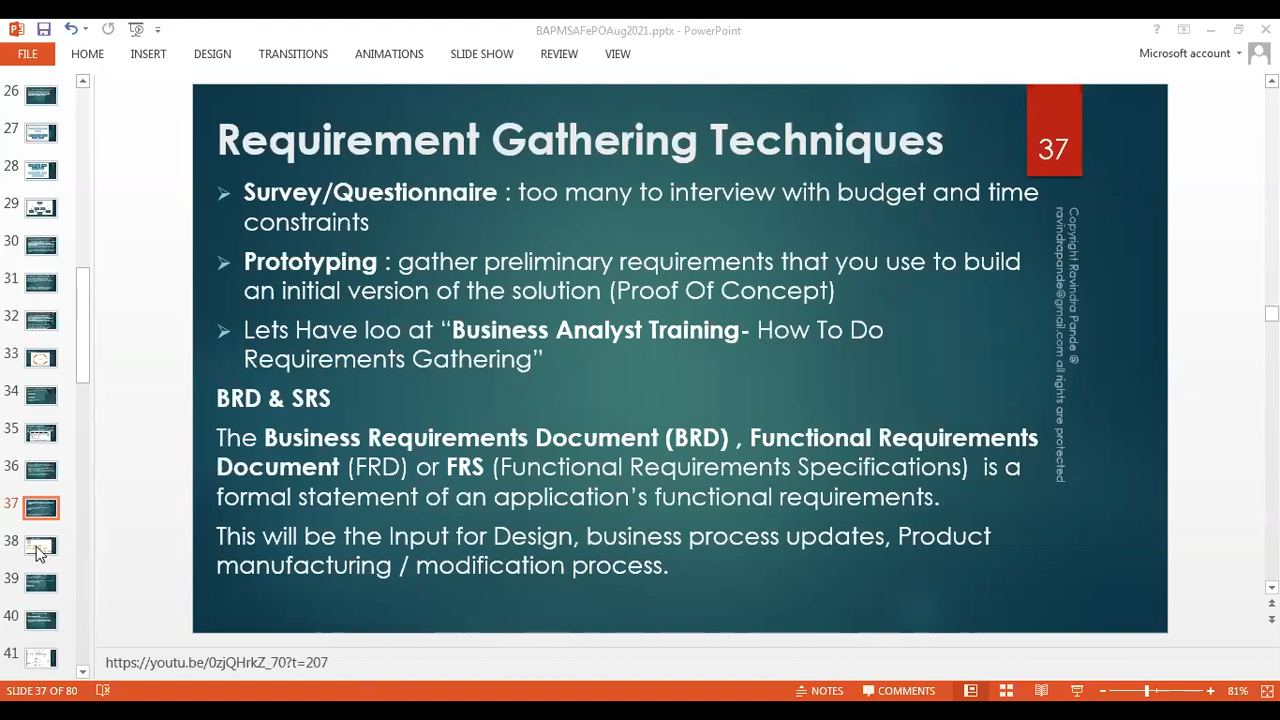 BAPMSAFePOAug2021.pptx - PowerPoint
FILE HOME INSERT DESIGN TRANSITIONS ANIMATIONS SLIDE SHOW REVIEW VIEW
Microsoft account
26
27
28
29
30
31
32
33
34
35
36
37
38
39
40
41
Requirement Gathering Techniques
37
Survey/Questionnaire : too many to interview with budget and time
constraints
Prototyping : gather preliminary requirements that you use to build
an initial version of the solution (Proof Of Concept)
Lets Have loo at “Business Analyst Training- How To Do
Requirements Gathering”
BRD & SRS
The Business Requirements Document (BRD) , Functional Requirements
Document (FRD) or FRS (Functional Requirements Specifications) is a
formal statement of an application’s functional requirements.
This will be the Input for Design, business process updates, Product
manufacturing / modification process.
Copyright Ravindra Pande @
ravindrapande@gmail.com all rights are protected
https://youtu.be/0zjQHrkZ_70?t=207
SLIDE 37 OF 80
NOTES COMMENTS
81%